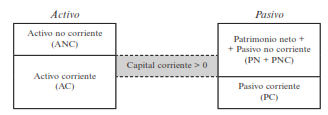 Activo
Pasivo
Activo no corriente
(ANC)
Activo corriente
(AC)
Capital corriente > 0
Patrimonio neto +
+ Pasivo no corriente
(PN + PNC)
Pasivo corriente
(PC)